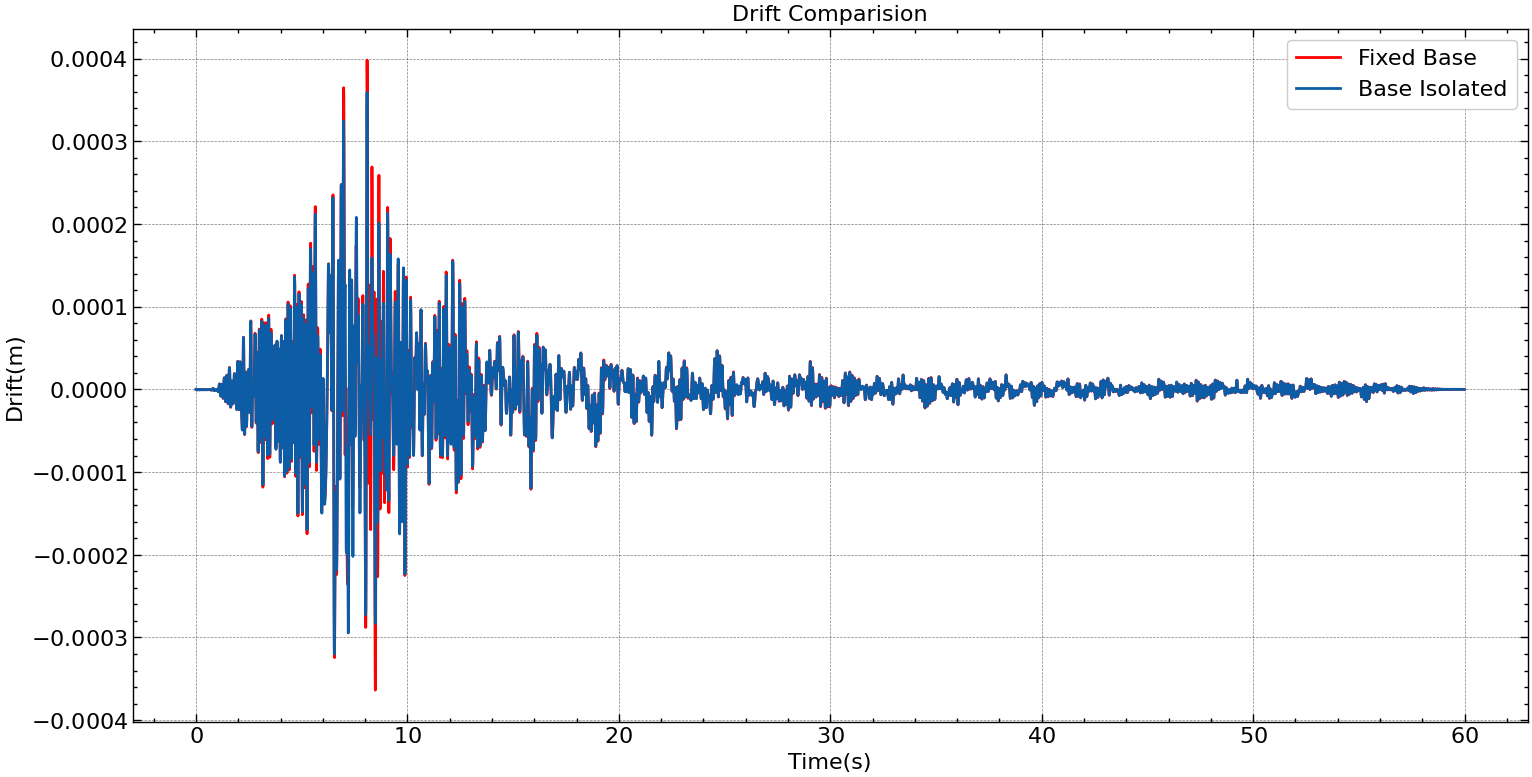 Drift Comparision
Fixed Base
Base Isolated
0.0004
0.0003
0.0002
0.0001
0.0000
−0.0001
−0.0002
−0.0003
−0.0004
Drift(m)
0 10 20 30 40 50 60
Time(s)